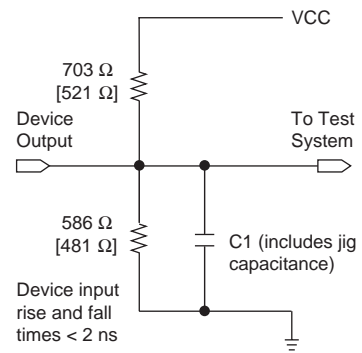 VCC
703 Ω
[521 Ω]
Device
Output
To Test
System
586 Ω
[481 Ω]
C1 (includes jig
capacitance)
Device input
rise and fall
times < 2 ns